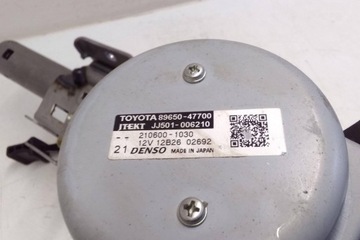 TOYOTA 89650-47700
JTEKT JJ501-006210
-- 210600-1030
12V 12B26 02692
21 DENSO MADE IN JAPAN